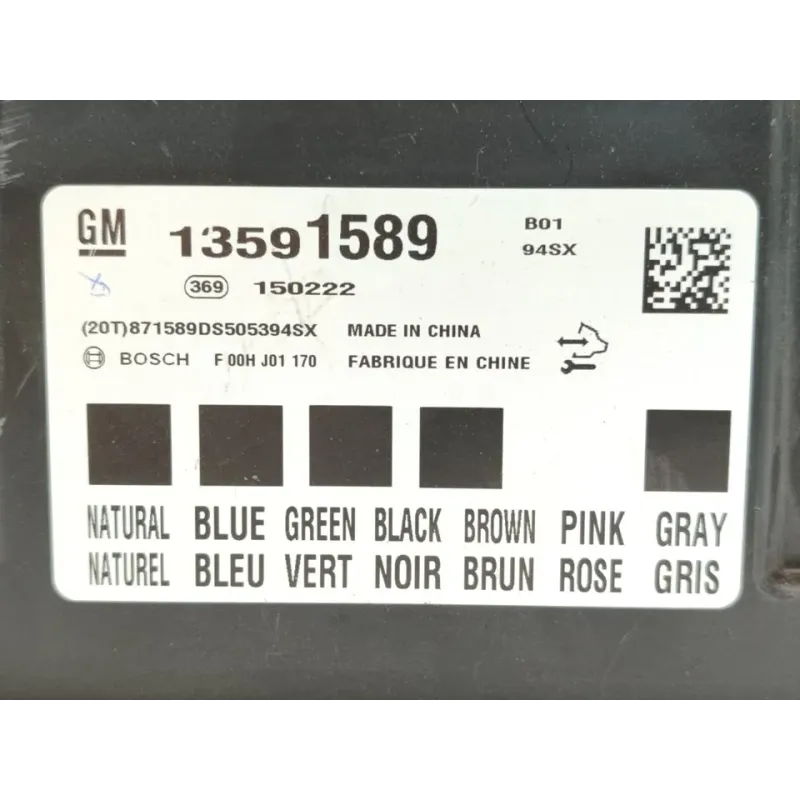 GM 13591589 B01
94SX
369 150222
(20T)871589DS505394SX MADE IN CHINA
BOSCH F 00H J01 170 FABRIQUE EN CHINE
NATURAL BLUE GREEN BLACK BROWN PINK GRAY
NATUREL BLEU VERT NOIR BRUN ROSE GRIS